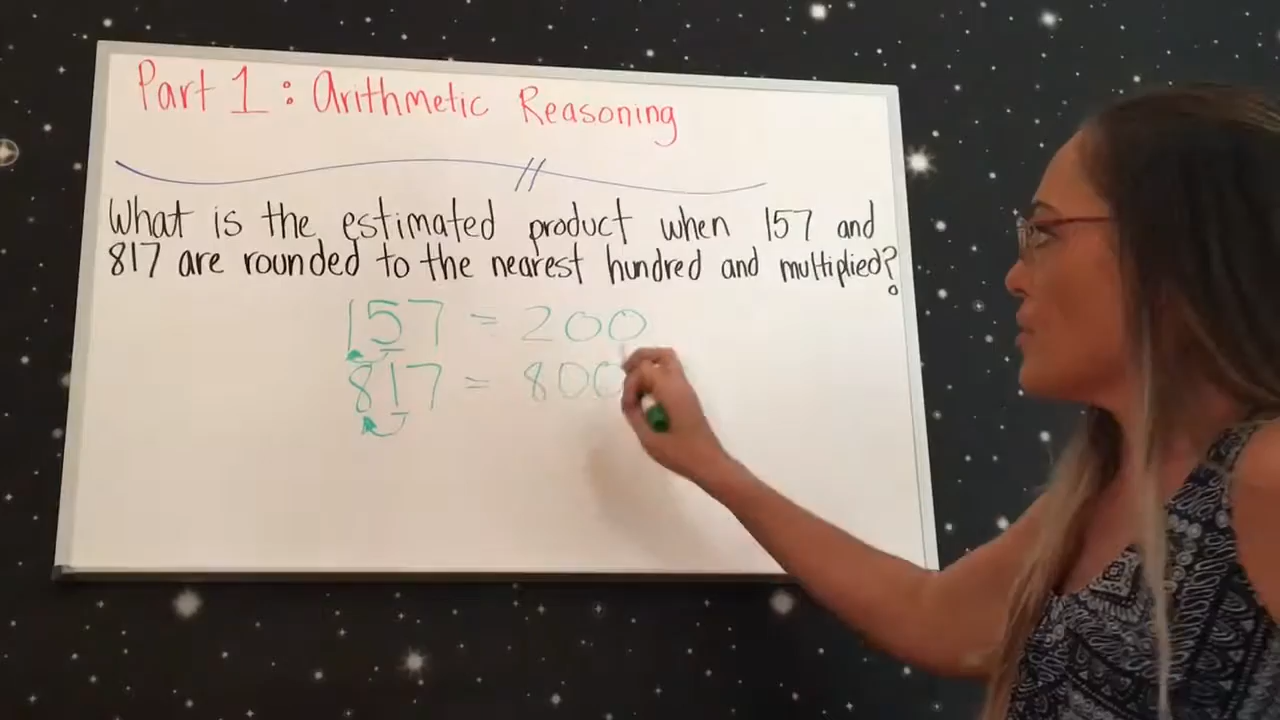 Part 1: Arithmetic Reasoning
What is the estimated product when 157 and
817 are rounded to the nearest hundred and multiplied?
157 = 200
817 = 800